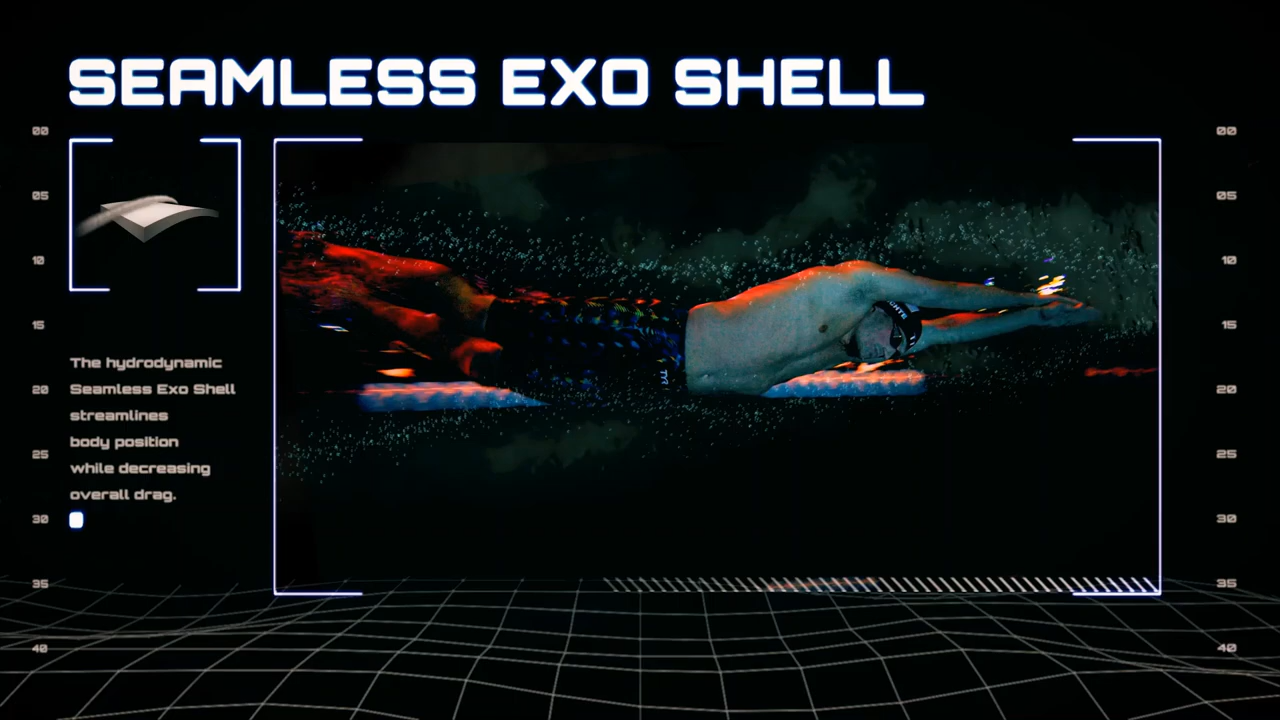 SEAMLESS EXO SHELL
00
05
10
15
20
25
30
35
40
The hydrodynamic
Seamless Exo Shell
streamlines
body position
while decreasing
overall drag.
TYR
00
05
10
15
20
25
30
35
40